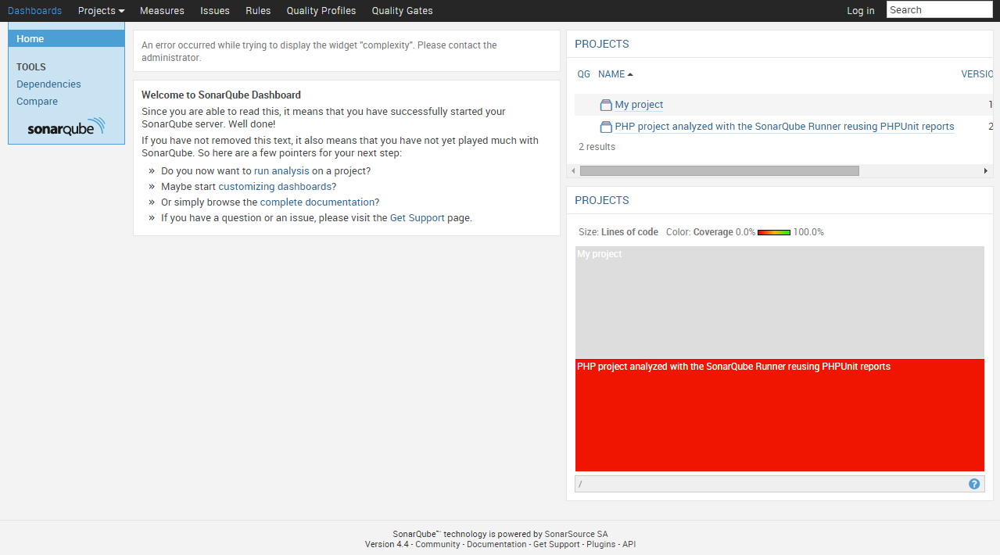 Dashboards Projects Measures Issues Rules Quality Profiles Quality Gates Log in Search
Home
TOOLS
Dependencies
Compare
sonarqube
An error occurred while trying to display the widget "complexity". Please contact the
administrator.
Welcome to SonarQube Dashboard
Since you are able to read this, it means that you have successfully started your
SonarQube server. Well done!
If you have not removed this text, it also means that you have not yet played much with
SonarQube. So here are a few pointers for your next step:
» Do you now want to run analysis on a project?
» Maybe start customizing dashboards?
» Or simply browse the complete documentation?
» If you have a question or an issue, please visit the Get Support page.
PROJECTS
QG NAME VERSIO
My project 1
PHP project analyzed with the SonarQube Runner reusing PHPUnit reports 2
2 results
PROJECTS
Size: Lines of code Color: Coverage 0.0% 100.0%
My project
PHP project analyzed with the SonarQube Runner reusing PHPUnit reports
/ ?
SonarQube™ technology is powered by SonarSource SA
Version 4.4 - Community - Documentation - Get Support - Plugins - API